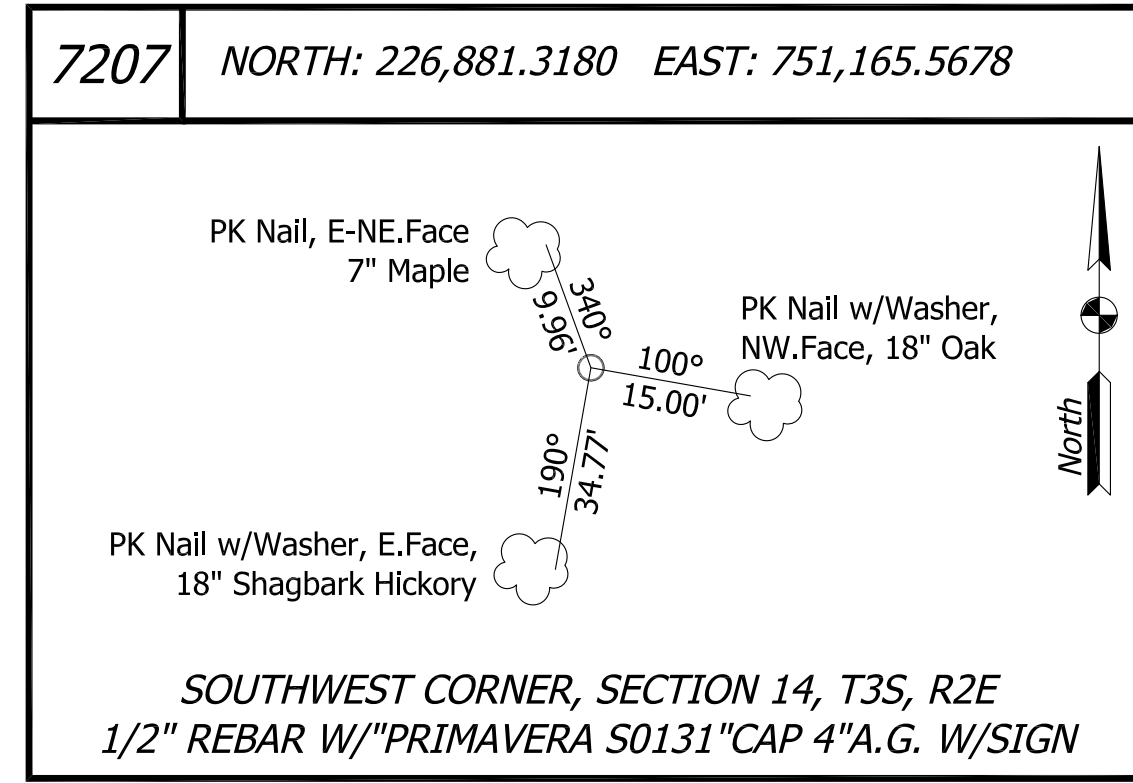 7207
NORTH: 226,881.3180 EAST: 751,165.5678
PK Nail, E-NE.Face
7" Maple
340°
9.96'
PK Nail w/Washer,
NW.Face, 18" Oak
100°
15.00'
North
190°
34.77'
PK Nail w/Washer, E.Face,
18" Shagbark Hickory
SOUTHWEST CORNER, SECTION 14, T3S, R2E
1/2" REBAR W/"PRIMAVERA S0131"CAP 4"A.G. W/SIGN